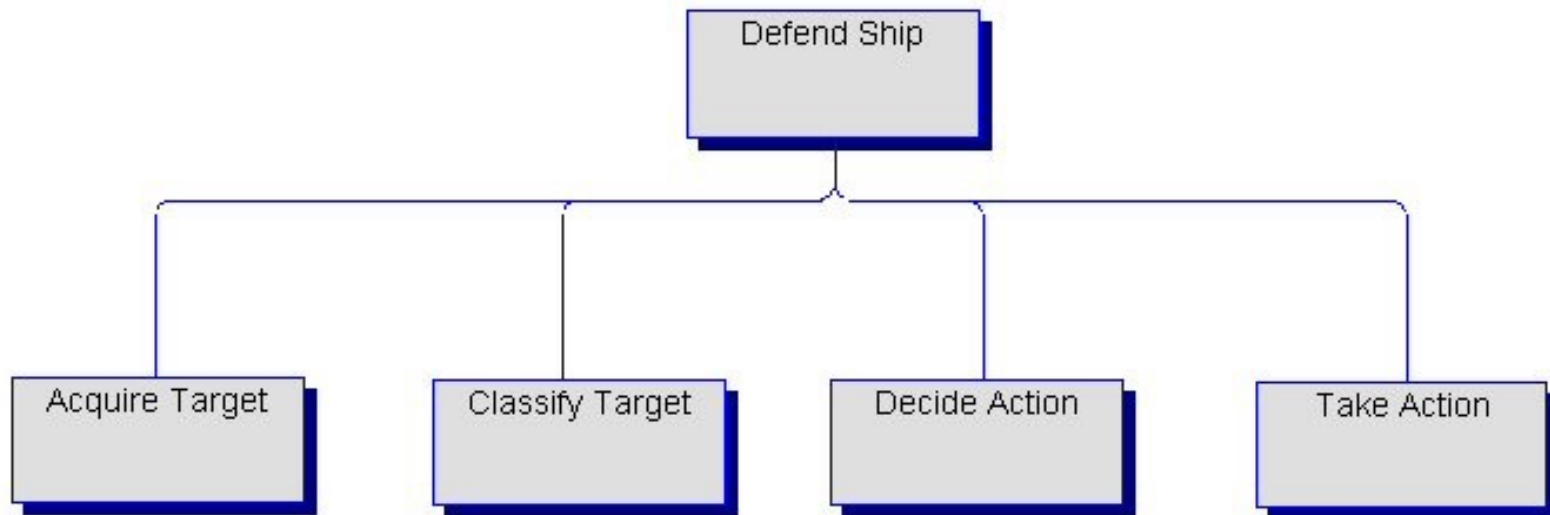 Defend Ship
Acquire Target
Classify Target
Decide Action
Take Action